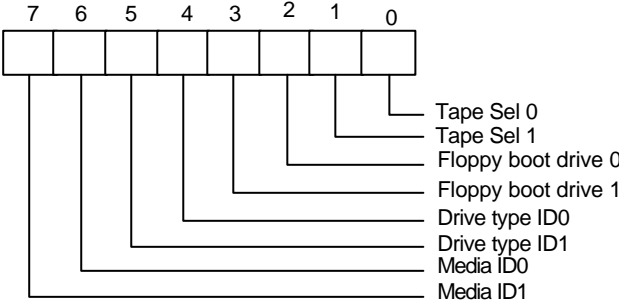 7 6 5 4 3 2 1 0
Tape Sel 0
Tape Sel 1
Floppy boot drive 0
Floppy boot drive 1
Drive type ID0
Drive type ID1
Media ID0
Media ID1